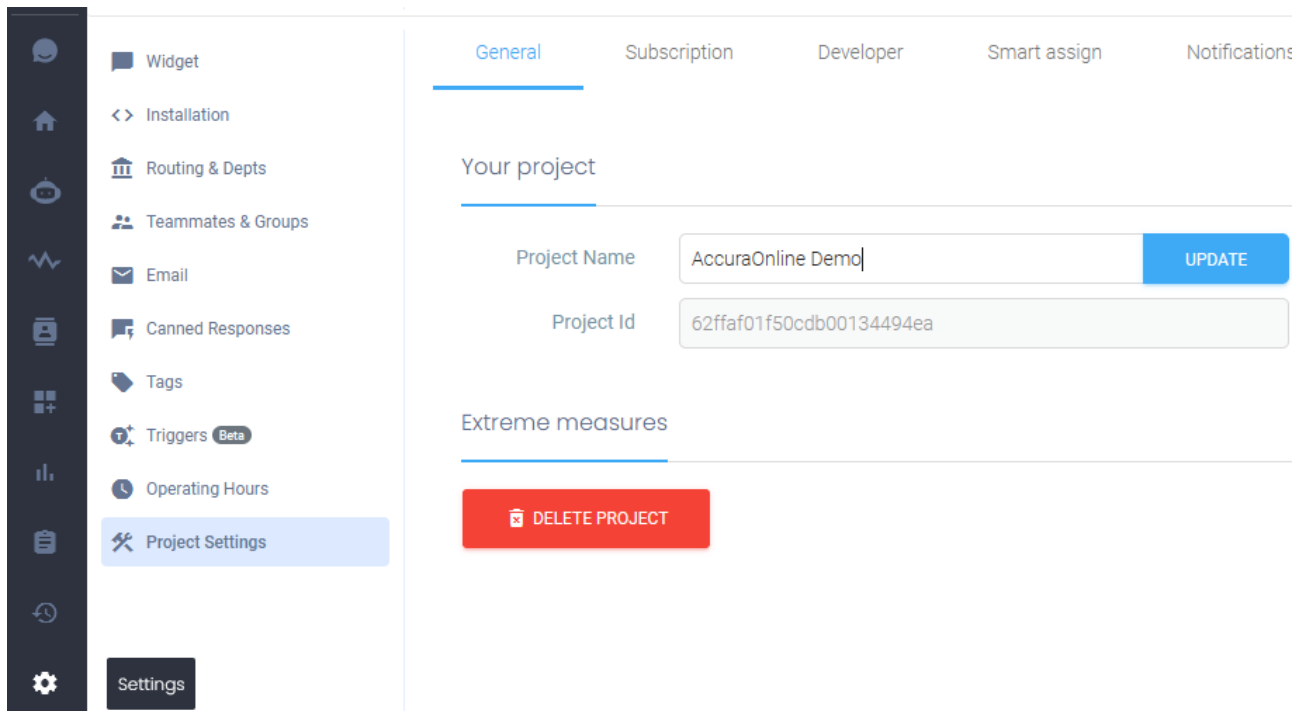 Widget
Installation
Routing & Depts
Teammates & Groups
Email
Canned Responses
Tags
Triggers Beta
Operating Hours
Project Settings
Settings
General Subscription Developer Smart assign Notifications
Your project
Project Name AccuraOnline Demo UPDATE
Project Id 62ffaf01f50cdb00134494ea
Extreme measures
DELETE PROJECT